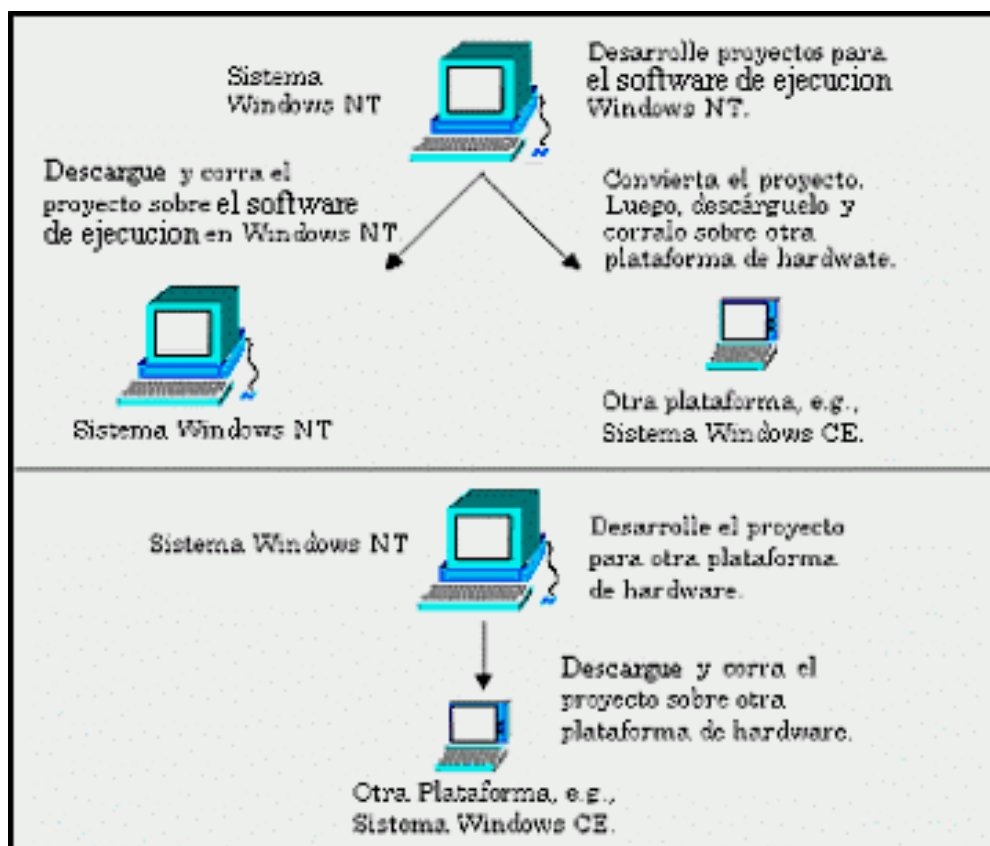 Sistema
Windows NT
Desarrolle proyectos para
el software de ejecucion
Windows NT.
Descargue y corra el
proyecto sobre el software
de ejecucion en Windows NT.
Convierta el proyecto.
Luego, descárguelo y
corralo sobre otra
plataforma de hardwate.
Sistema Windows NT
Otra plataforma, e.g.,
Sistema Windows CE.
Sistema Windows NT
Desarrolle el proyecto
para otra plataforma
de hardware.
Descargue y corra el
proyecto sobre otra
plataforma de hardware.
Otra Plataforma, e.g.,
Sistema Windows CE.